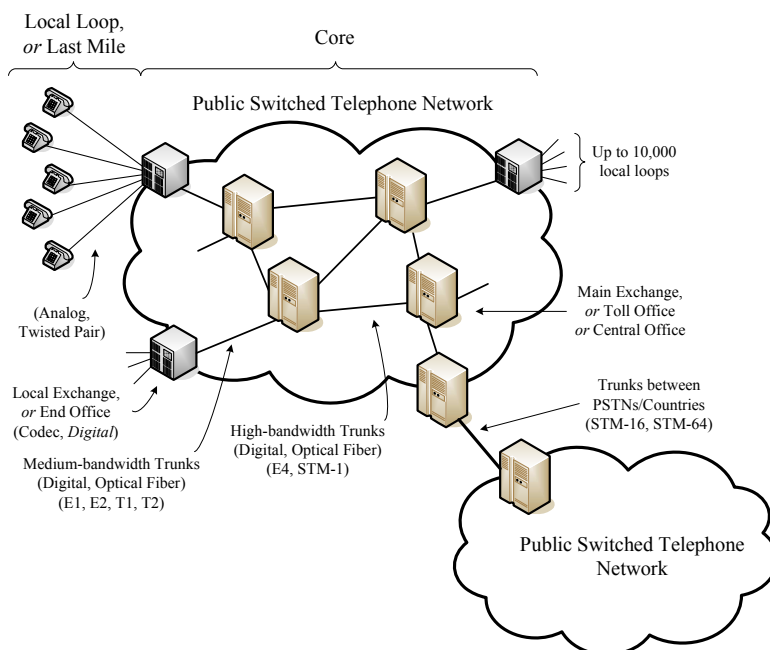 Local Loop,
or Last Mile
Core
Public Switched Telephone Network
Up to 10,000
local loops
(Analog,
Twisted Pair)
Main Exchange,
or Toll Office
or Central Office
Local Exchange,
or End Office
(Codec, Digital)
Trunks between
PSTNs/Countries
(STM-16, STM-64)
High-bandwidth Trunks
(Digital, Optical Fiber)
(E4, STM-1)
Medium-bandwidth Trunks
(Digital, Optical Fiber)
(E1, E2, T1, T2)
Public Switched Telephone
Network